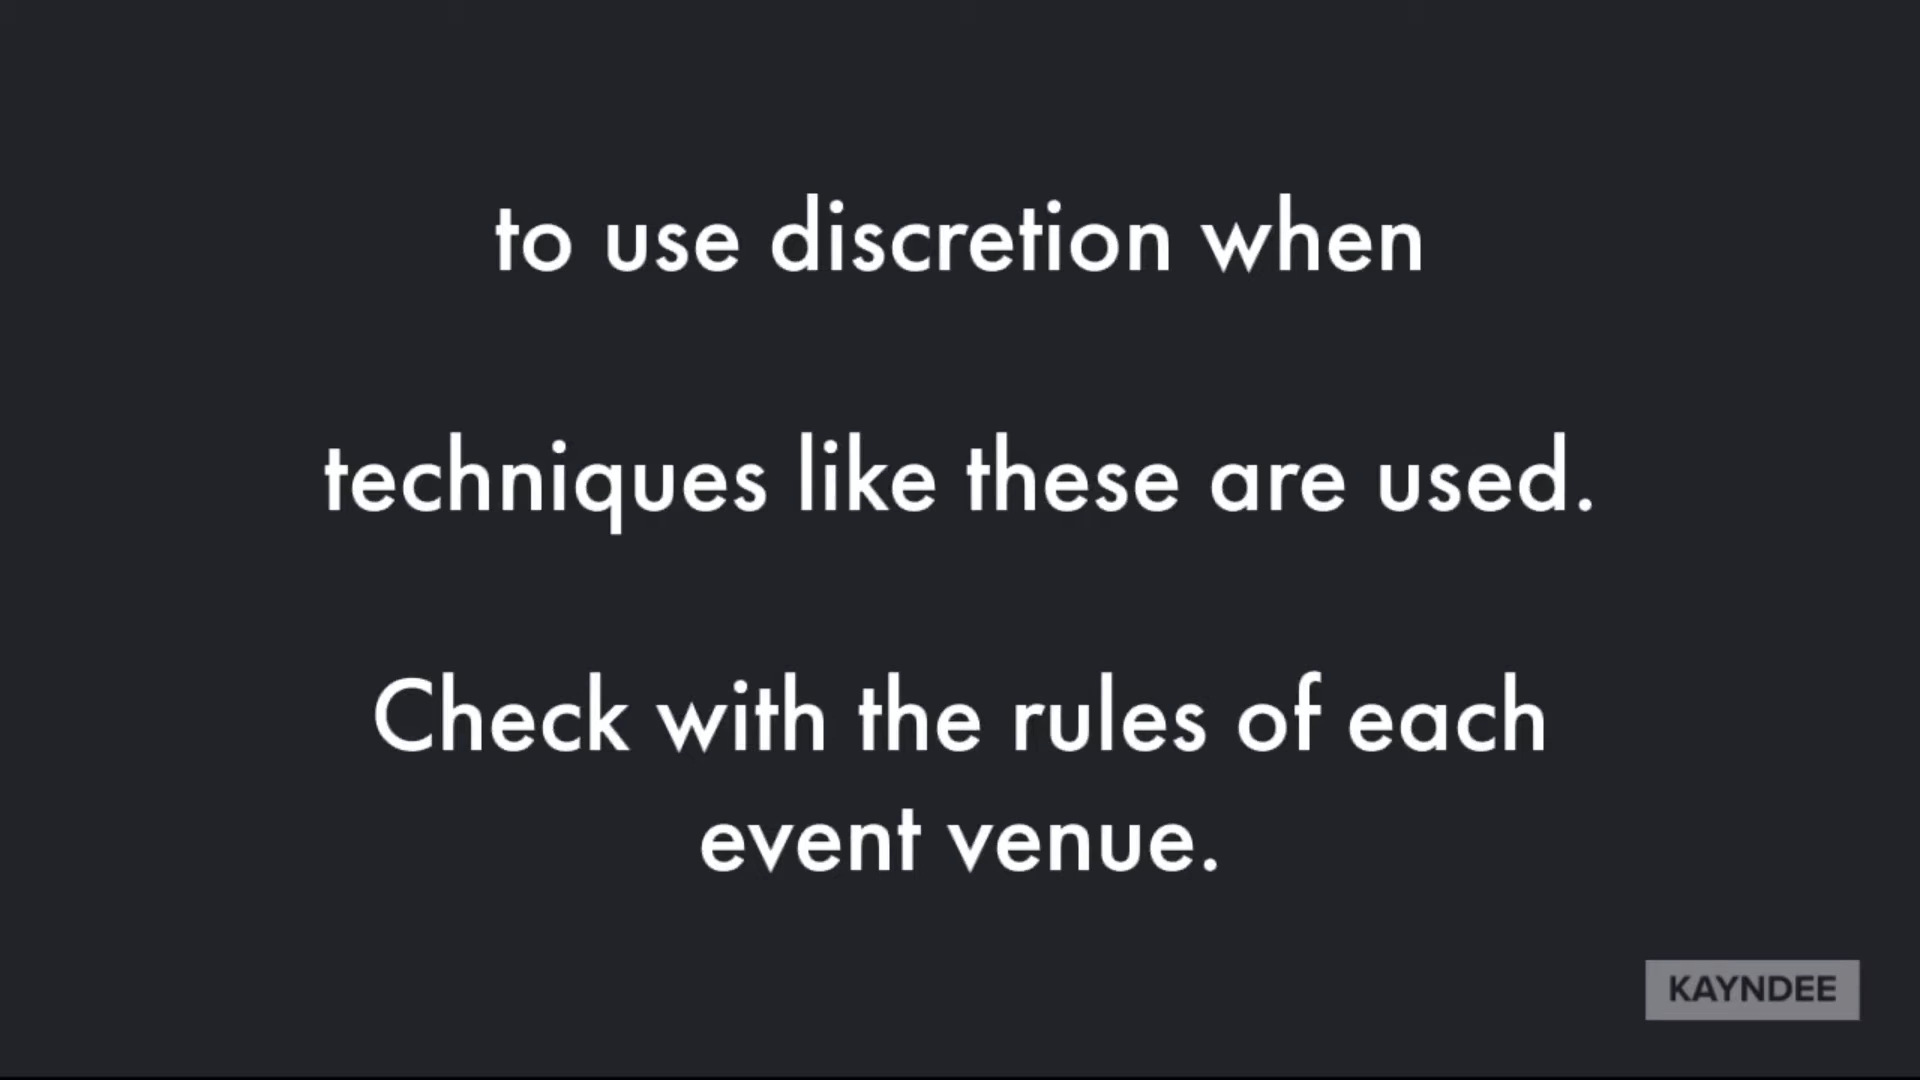 to use discretion when
techniques like these are used.
Check with the rules of each
event venue.
KAYNDEE